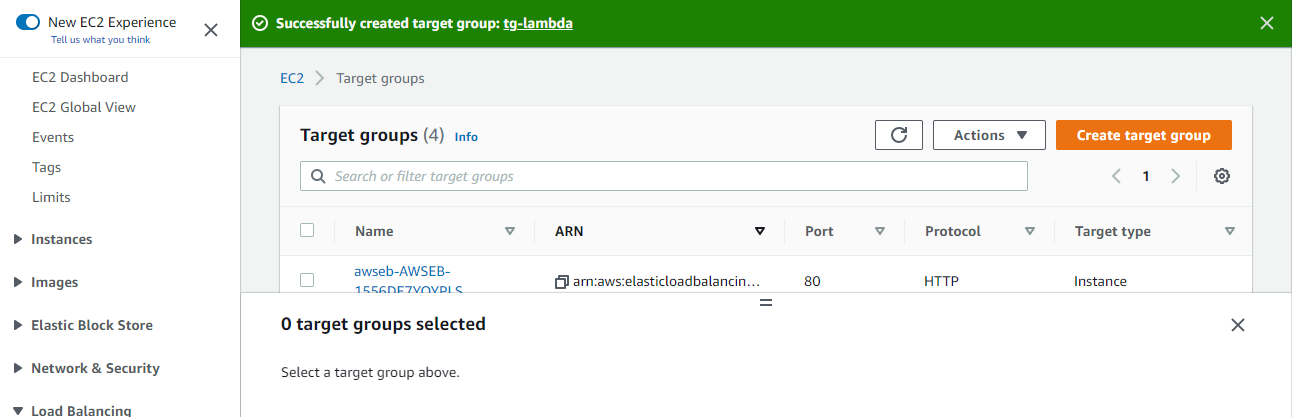 New EC2 Experience
Tell us what you think
EC2 Dashboard
EC2 Global View
Events
Tags
Limits
Instances
Images
Elastic Block Store
Network & Security
Load Balancing
Successfully created target group: tg-lambda
EC2 Target groups
Target groups (4) Info
Actions
Create target group
Search or filter target groups
1
Name ARN Port Protocol Target type
awseb-AWSEB- arn:aws:elasticloadbalancin... 80 HTTP Instance
0 target groups selected
Select a target group above.